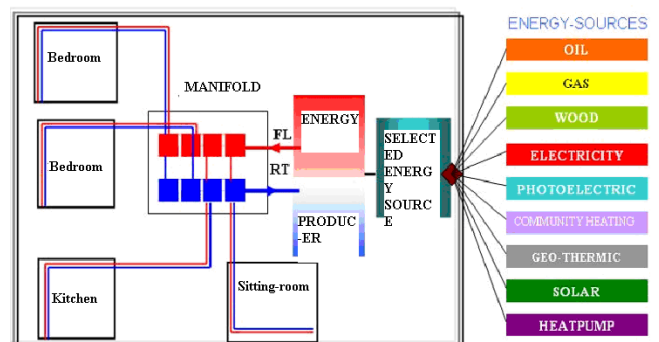 ENERGY-SOURCES
Bedroom
MANIFOLD
Bedroom
Kitchen
Sitting-room
FL
RT
ENERGY
PRODUC
-ER
SELECT
ED
ENERG
Y
SOURC
E
OIL
GAS
WOOD
ELECTRICITY
PHOTOELECTRIC
COMMUNITY HEATING
GEO-THERMIC
SOLAR
HEATPUMP